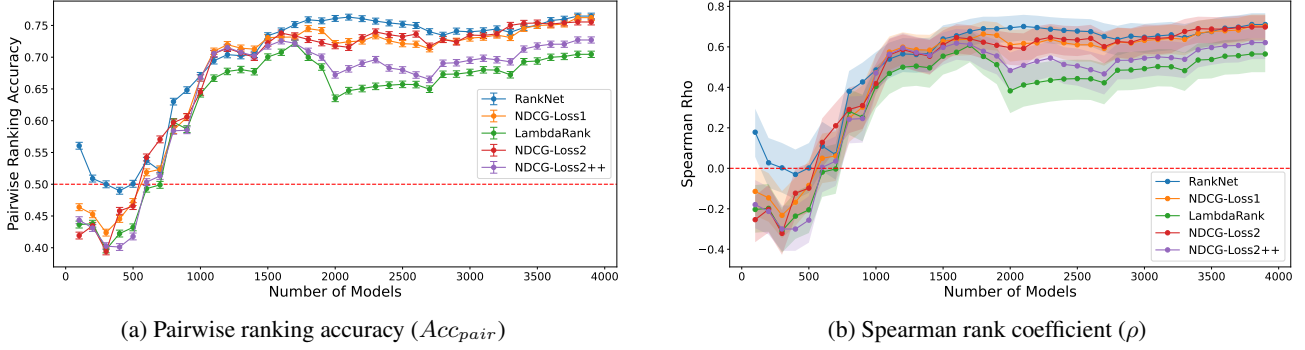 Pairwise Ranking Accuracy
0.75
0.70
0.65
0.60
0.55
0.50
0.45
0.40
RankNet
NDCG-Loss1
LambdaRank
NDCG-Loss2
NDCG-Loss2++
0 500 1000 1500 2000 2500 3000 3500 4000
Number of Models
(a) Pairwise ranking accuracy (Acc_pair)
Spearman Rho
0.8
0.6
0.4
0.2
0.0
−0.2
−0.4
RankNet
NDCG-Loss1
LambdaRank
NDCG-Loss2
NDCG-Loss2++
0 500 1000 1500 2000 2500 3000 3500 4000
Number of Models
(b) Spearman rank coefficient (ρ)